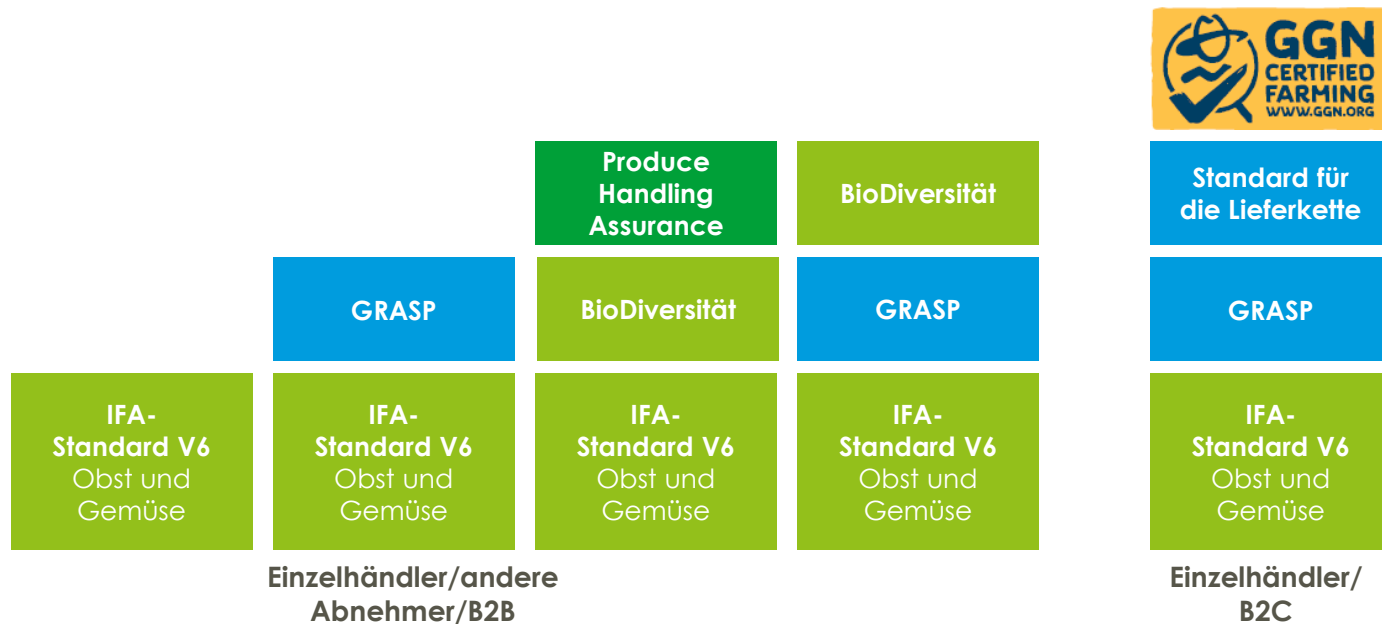 GGN
CERTIFIED
FARMING
WWW.GGN.ORG
Produce
Handling
Assurance
BioDiversität
Standard für
die Lieferkette
GRASP
BioDiversität
GRASP
GRASP
IFA-
Standard V6
Obst und
Gemüse
IFA-
Standard V6
Obst und
Gemüse
IFA-
Standard V6
Obst und
Gemüse
IFA-
Standard V6
Obst und
Gemüse
IFA-
Standard V6
Obst und
Gemüse
Einzelhändler/andere
Abnehmer/B2B
Einzelhändler/
B2C